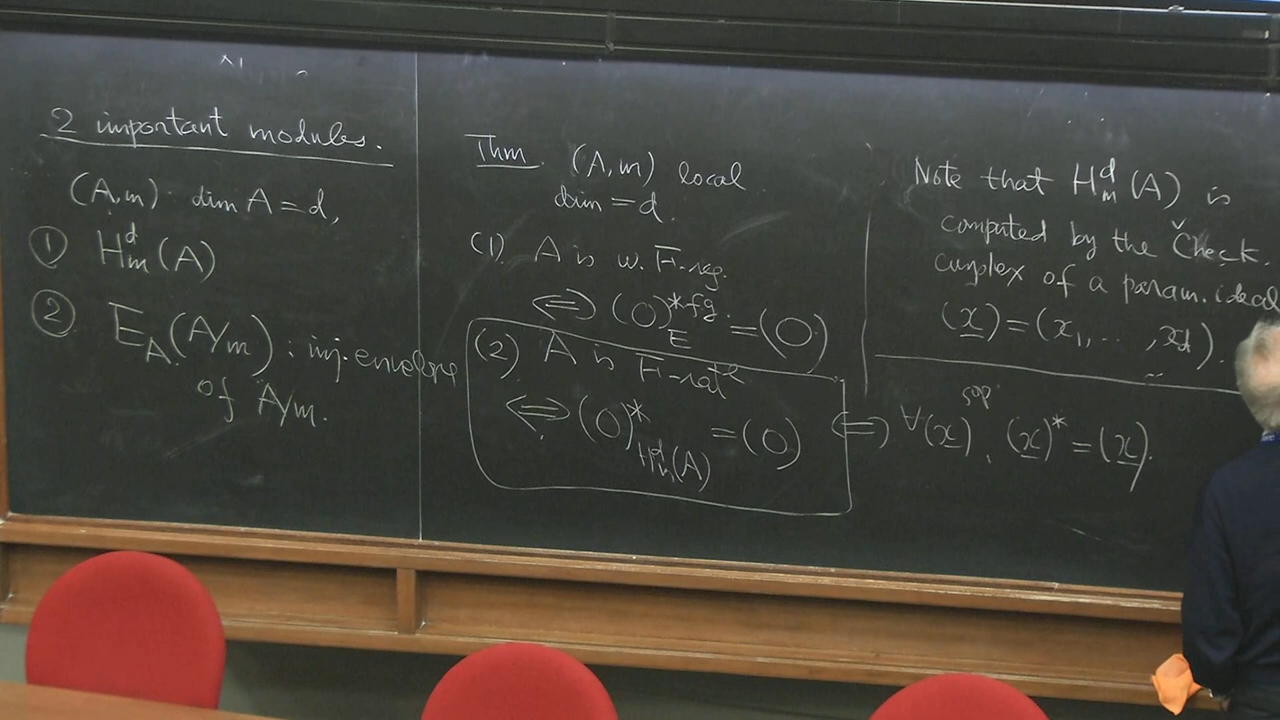 2 important modules.
(A, m) . dim A = d,
① H^d_m (A)
② E_A (A/m) : inj. envelope
of A/m.
Thm (A, m) local
dim = d.
(1). A is w. F-reg.
⟺ (0)^{*fg.}_E = (0)
(2). A is F-rat^e
⟺ (0)^*_{H^d_m(A)} = (0)
Note that H^d_m (A) is
computed by the Čheck.
complex of a param. ideal
(x) = (x_1, ... , x_d).
sop
⟺ ∀(x), (x)^* = (x).